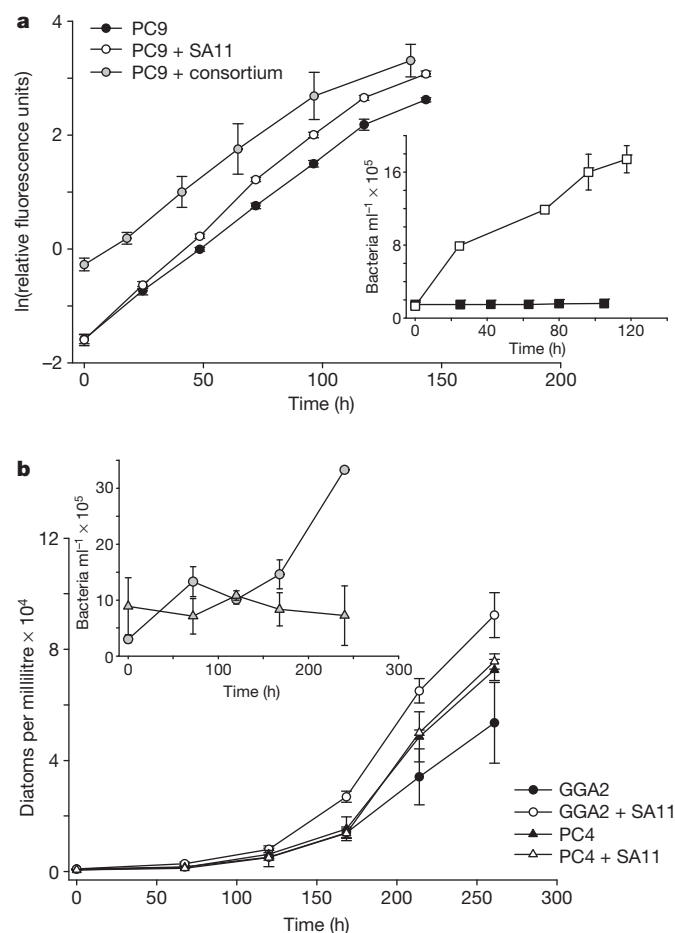 a
PC9
PC9 + SA11
PC9 + consortium
ln(relative fluorescence units)
4
2
0
–2
0 50 100 150 200
Time (h)
Bacteria ml⁻¹ × 10⁵
16
8
0
0 40 80 120
Time (h)
b
Diatoms per millilitre × 10⁴
12
8
4
0
0 50 100 150 200 250 300
Time (h)
Bacteria ml⁻¹ × 10⁵
30
20
10
0
0 100 200 300
Time (h)
GGA2
GGA2 + SA11
PC4
PC4 + SA11